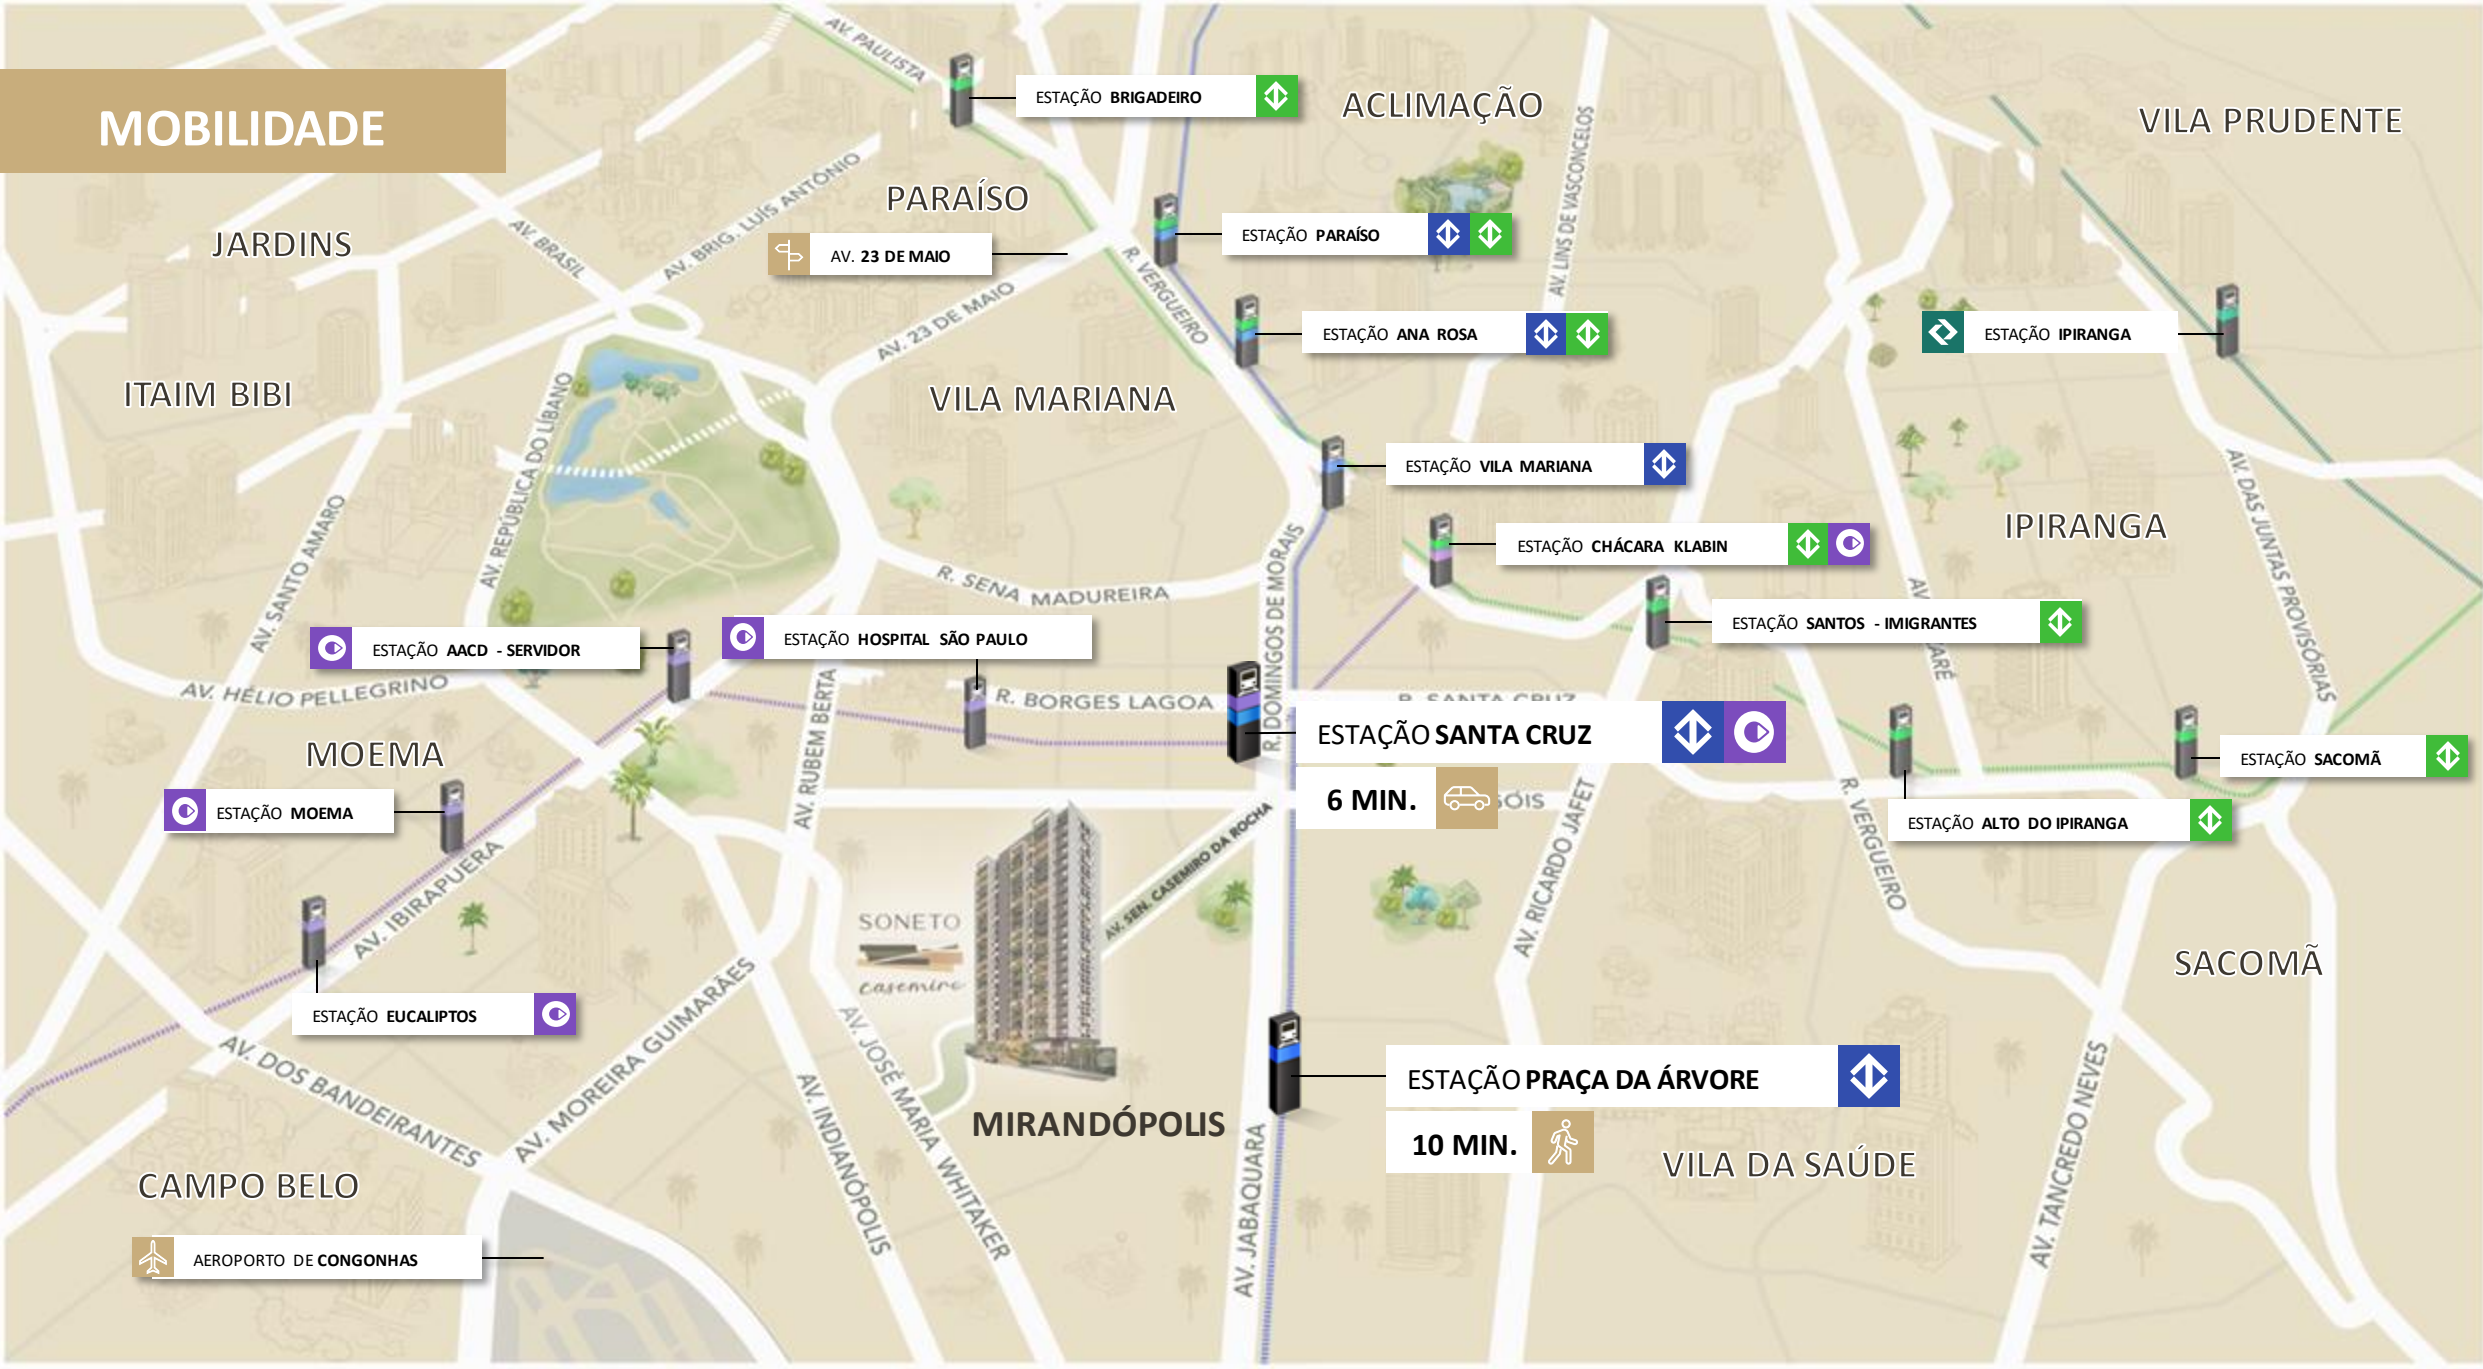 MOBILIDADE
AV. PAULISTA
ESTAÇÃO BRIGADEIRO
ACLIMAÇÃO
VILA PRUDENTE
AV. LINS DE VASCONCELOS
PARAÍSO
AV. BRIG. LUÍS ANTÔNIO
JARDINS
AV. BRASIL
AV. 23 DE MAIO
ESTAÇÃO PARAÍSO
R. VERGUEIRO
AV. 23 DE MAIO
ESTAÇÃO ANA ROSA
ESTAÇÃO IPIRANGA
ITAIM BIBI
AV. REPÚBLICA DO LÍBANO
VILA MARIANA
ESTAÇÃO VILA MARIANA
AV. DAS JUNTAS PROVISÓRIAS
IPIRANGA
AV. SANTO AMARO
R. SENA MADUREIRA
R. DOMINGOS DE MORAIS
ESTAÇÃO CHÁCARA KLABIN
ESTAÇÃO SANTOS - IMIGRANTES
ESTAÇÃO AACD - SERVIDOR
ESTAÇÃO HOSPITAL SÃO PAULO
AV. HÉLIO PELLEGRINO
AV. RUBEM BERTA
R. BORGES LAGOA
R. SANTA CRUZ
ESTAÇÃO SANTA CRUZ
6 MIN.
MOEMA
ESTAÇÃO MOEMA
ESTAÇÃO SACOMÃ
ESTAÇÃO ALTO DO IPIRANGA
AV. IBIRAPUERA
AV. SEN. CASEMIRO DA ROCHA
AV. RICARDO JAFET
R. VERGUEIRO
SONETO
casemiro
SACOMÃ
ESTAÇÃO EUCALIPTOS
AV. MOREIRA GUIMARÃES
AV. DOS BANDEIRANTES
AV. INDIANÓPOLIS
AV. JOSÉ MARIA WHITAKER
MIRANDÓPOLIS
AV. JABAQUARA
ESTAÇÃO PRAÇA DA ÁRVORE
10 MIN.
VILA DA SAÚDE
AV. TANCREDO NEVES
CAMPO BELO
AEROPORTO DE CONGONHAS